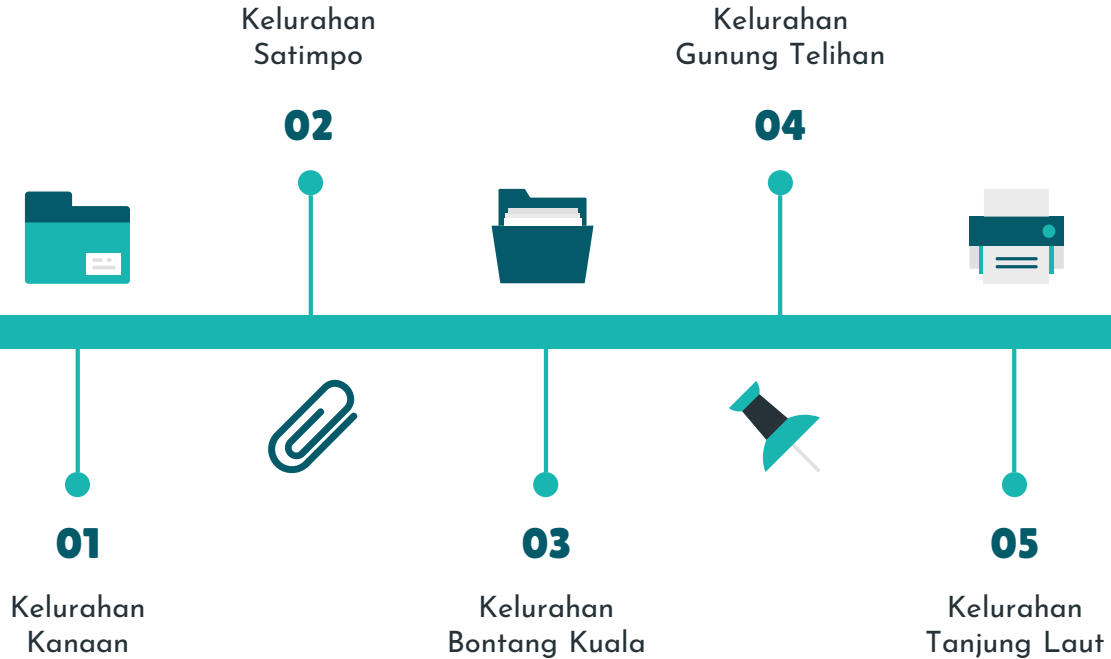 Kelurahan
Satimpo
02
Kelurahan
Gunung Telihan
04
01
Kelurahan
Kanaan
03
Kelurahan
Bontang Kuala
05
Kelurahan
Tanjung Laut